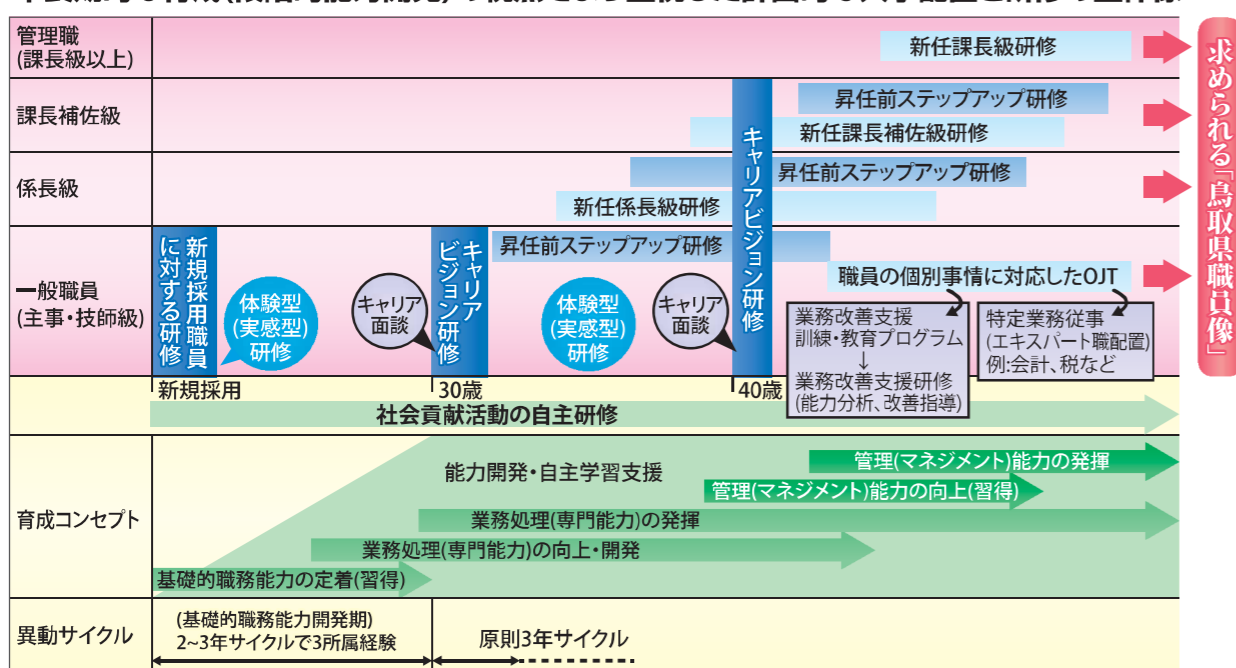 管理職
(課長級以上)
新任課長級研修
課長補佐級
昇任前ステップアップ研修
新任課長補佐級研修
係長級
昇任前ステップアップ研修
新任係長級研修
一般職員
(主事・技師級)
新規採用職員
に対する研修
体験型
(実感型)
研修
キャリア
面談
キャリア
ビジョン研修
昇任前ステップアップ研修
体験型
(実感型)
研修
キャリア
面談
キャリアビジョン研修
職員の個別事情に対応したOJT
業務改善支援
訓練・教育プログラム
↓
業務改善支援研修
(能力分析、改善指導)
特定業務従事
(エキスパート職配置)
例:会計、税など
求められる「鳥取県職員像」
新規採用
30歳
40歳
社会貢献活動の自主研修
育成コンセプト
能力開発・自主学習支援
管理(マネジメント)能力の発揮
管理(マネジメント)能力の向上(習得)
業務処理(専門能力)の発揮
業務処理(専門能力)の向上・開発
基礎的職務能力の定着(習得)
異動サイクル
(基礎的職務能力開発期)
2~3年サイクルで3所属経験
原則3年サイクル